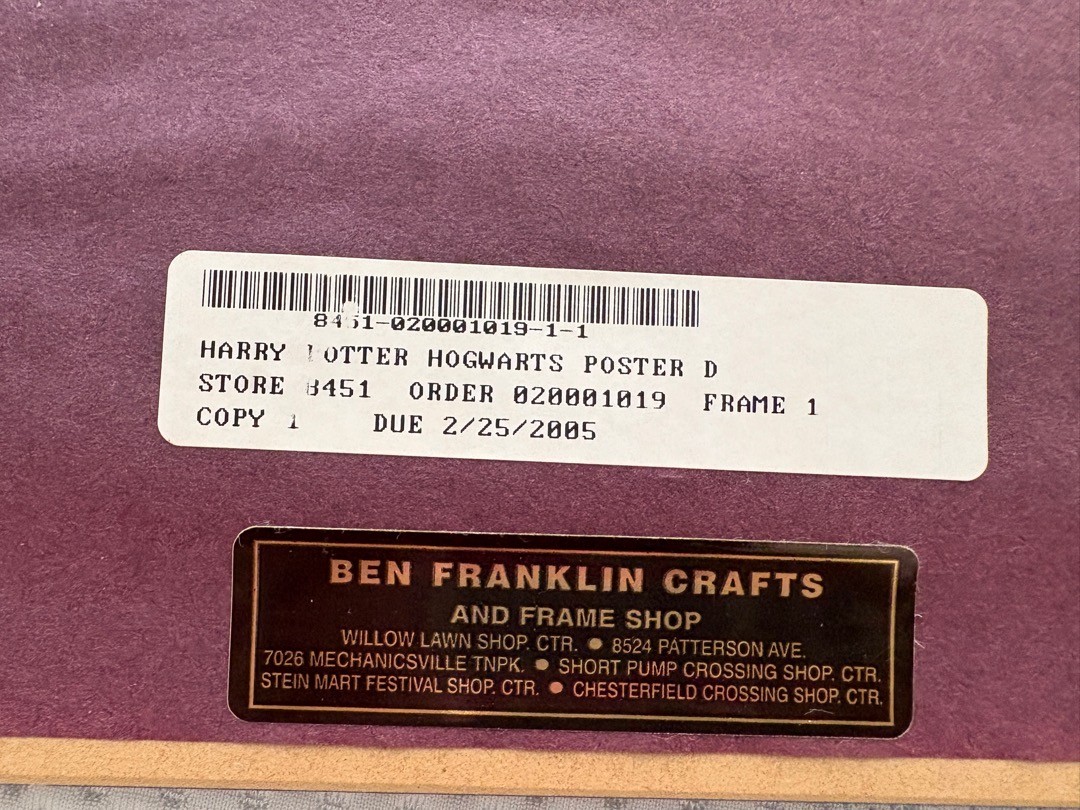 8451-020001019-1-1
HARRY POTTER HOGWARTS POSTER D
STORE 8451 ORDER 020001019 FRAME 1
COPY 1 DUE 2/25/2005
BEN FRANKLIN CRAFTS
AND FRAME SHOP
WILLOW LAWN SHOP. CTR. • 8524 PATTERSON AVE.
7026 MECHANICSVILLE TNPK. • SHORT PUMP CROSSING SHOP. CTR.
STEIN MART FESTIVAL SHOP. CTR. • CHESTERFIELD CROSSING SHOP. CTR.